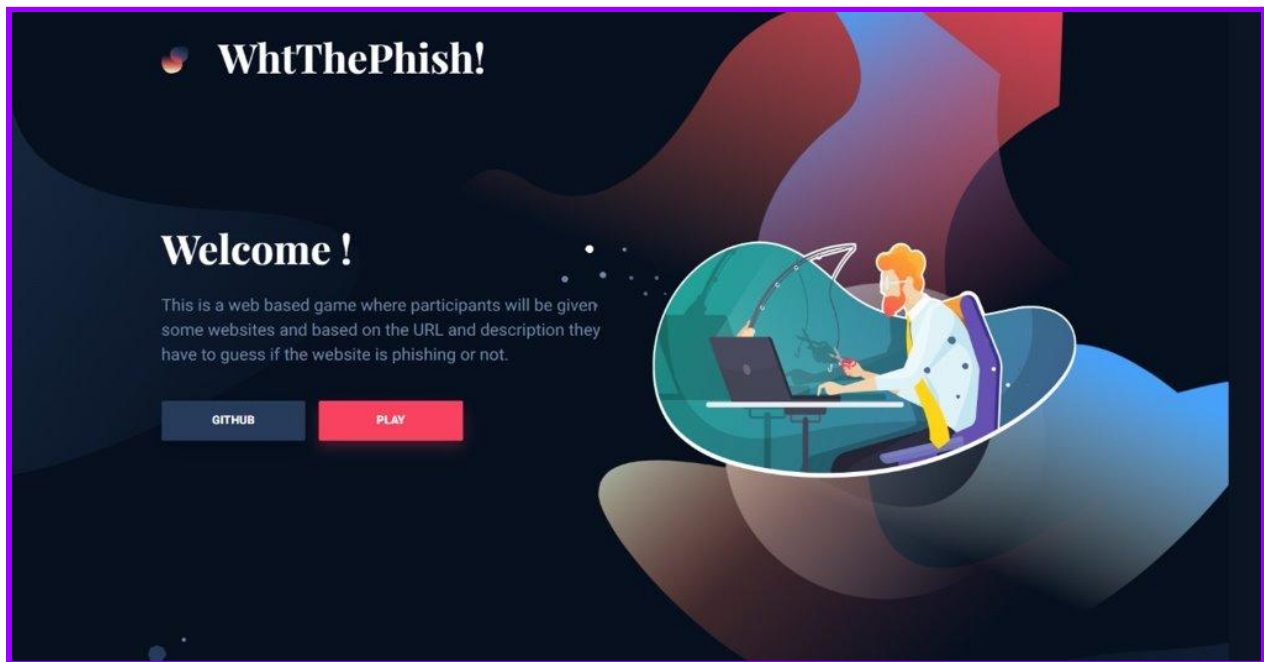 WhtThePhish!
Welcome !
This is a web based game where participants will be given
some websites and based on the URL and description they
have to guess if the website is phishing or not.
GITHUB
PLAY